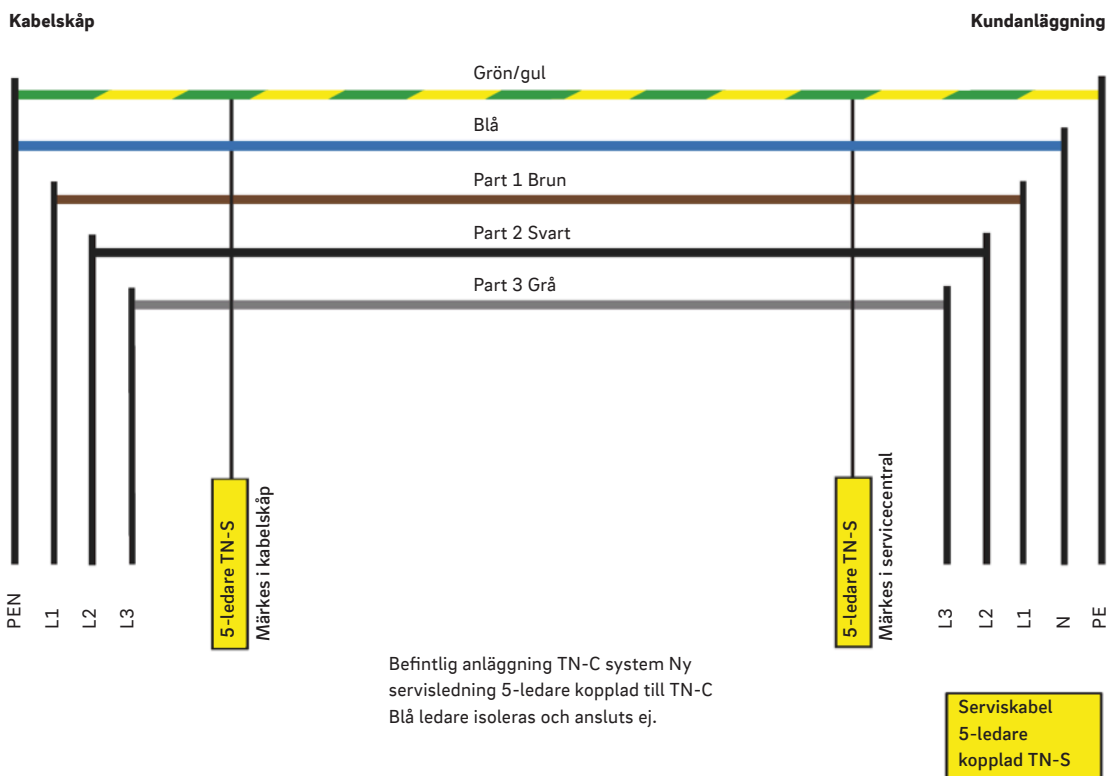 Kabelskåp
Kundanläggning
Grön/gul
Blå
Part 1 Brun
Part 2 Svart
Part 3 Grå
PEN
L1
L2
L3
5-ledare TN-S
Märkes i kabelskåp
5-ledare TN-S
Märkes i servicecentral
L3
L2
L1
N
PE
Befintlig anläggning TN-C system Ny
servisledning 5-ledare kopplad till TN-C
Blå ledare isoleras och ansluts ej.
Serviskabel
5-ledare
kopplad TN-S